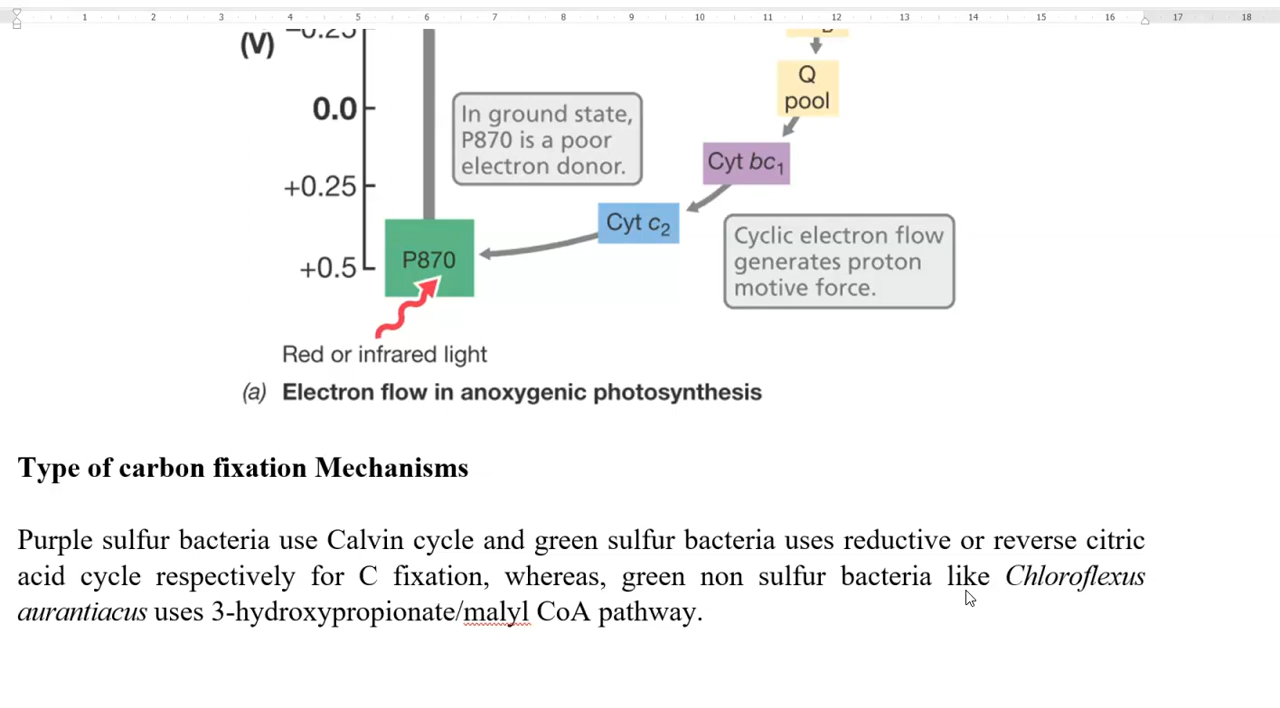 1 2 3 4 5 6 7 8 9 10 11 12 13 14 15 16 17 18
−0.25
(V)
Q
pool
0.0
In ground state,
P870 is a poor
electron donor.
Cyt bc1
+0.25
Cyt c2
Cyclic electron flow
generates proton
motive force.
P870
+0.5
Red or infrared light
(a) Electron flow in anoxygenic photosynthesis
Type of carbon fixation Mechanisms
Purple sulfur bacteria use Calvin cycle and green sulfur bacteria uses reductive or reverse citric
acid cycle respectively for C fixation, whereas, green non sulfur bacteria like Chloroflexus
aurantiacus uses 3-hydroxypropionate/malyl CoA pathway.